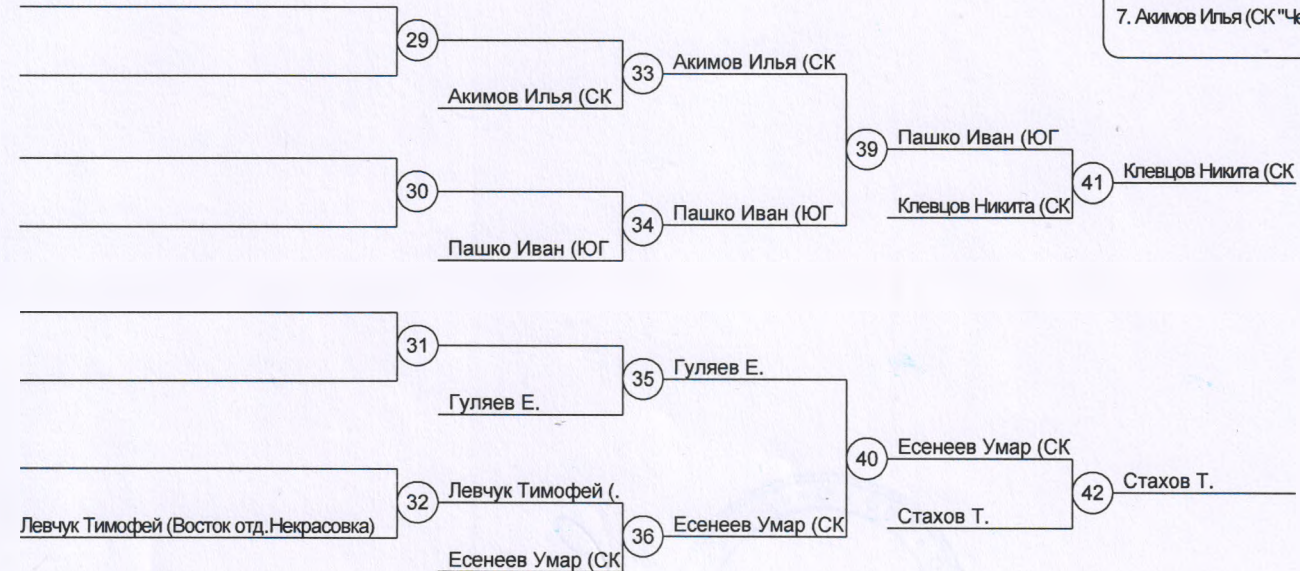 7. Акимов Илья (СК "Че
29
33
Акимов Илья (СК
Акимов Илья (СК
39
Пашко Иван (ЮГ
41
Клевцов Никита (СК
30
34
Пашко Иван (ЮГ
Клевцов Никита (СК
Пашко Иван (ЮГ
31
35
Гуляев Е.
Гуляев Е.
40
Есенеев Умар (СК
42
Стахов Т.
32
Левчук Тимофей (.
Стахов Т.
Левчук Тимофей (Восток отд.Некрасовка)
36
Есенеев Умар (СК
Есенеев Умар (СК